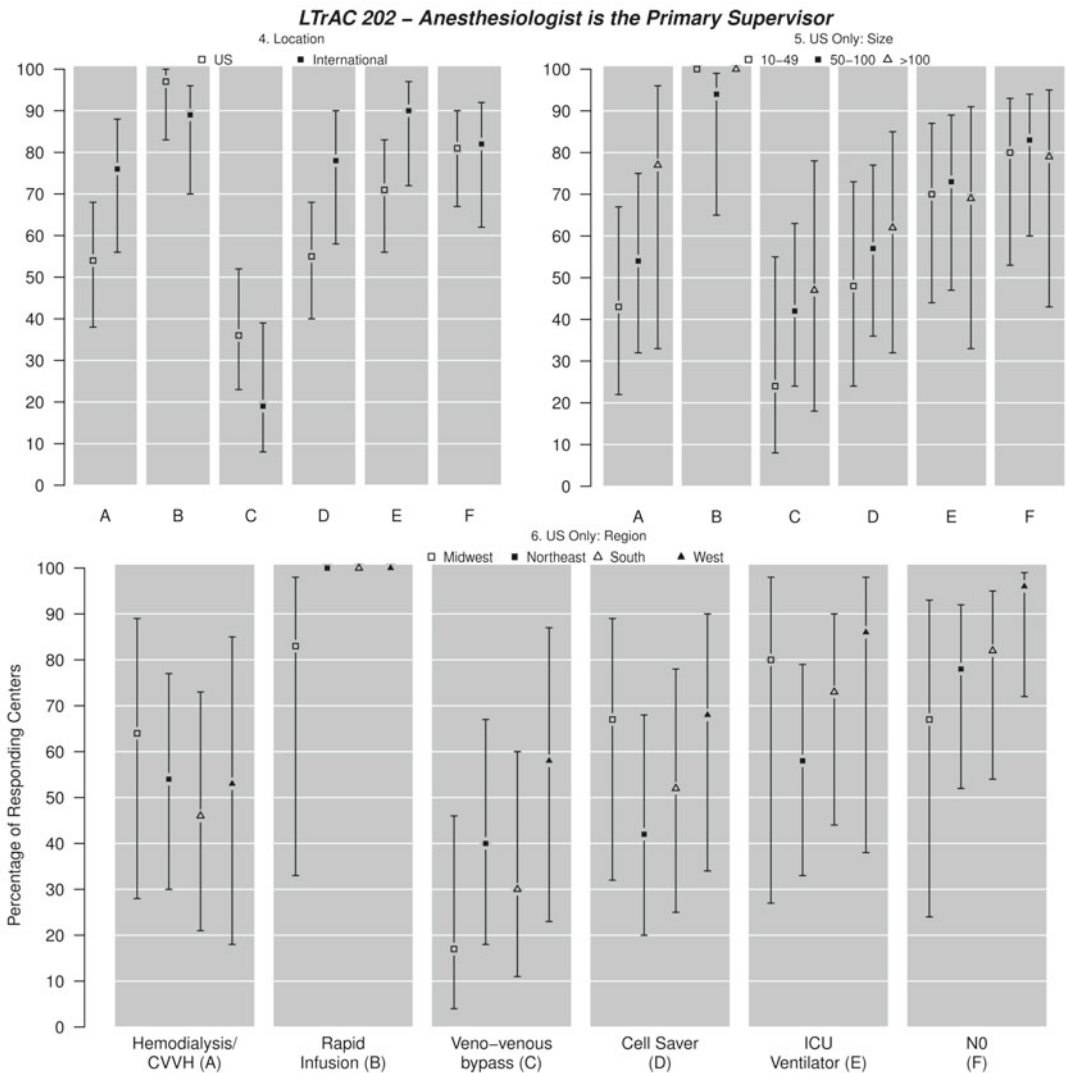 LTrAC 202 – Anesthesiologist is the Primary Supervisor
4. Location
US International
100
90
80
70
60
50
40
30
20
10
0
A B C D E F
5. US Only: Size
10-49 50-100 >100
100
90
80
70
60
50
40
30
20
10
0
A B C D E F
6. US Only: Region
Midwest Northeast South West
Percentage of Responding Centers
100
90
80
70
60
50
40
30
20
10
0
Hemodialysis/ Rapid Veno-venous Cell Saver ICU N0
CVVH (A) Infusion (B) bypass (C) (D) Ventilator (E) (F)